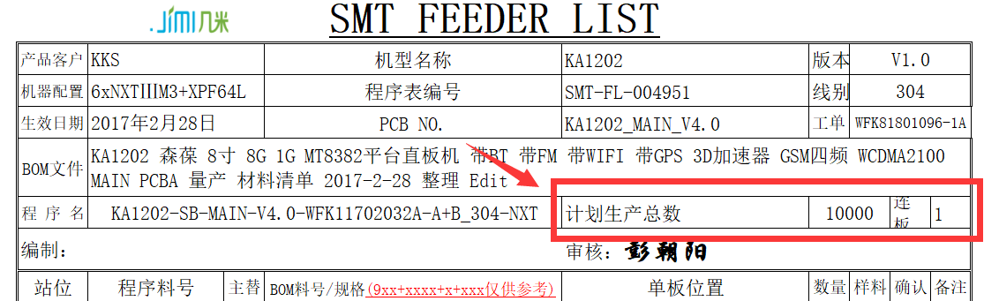 JiMi几米
SMT FEEDER LIST
产品客户 KKS 机型名称 KA1202 版本 V1.0
机器配置 6xNXTⅢM3+XPF64L 程序表编号 SMT-FL-004951 线别 304
生效日期 2017年2月28日 PCB NO. KA1202_MAIN_V4.0 工单 WFK81801096-1A
BOM文件 KA1202 森葆 8寸 8G 1G MT8382平台直板机 带BT 带FM 带WIFI 带GPS 3D加速器 GSM四频 WCDMA2100
MAIN PCBA 量产 材料清单 2017-2-28 整理 Edit
程序名 KA1202-SB-MAIN-V4.0-WFK11702032A-A+B_304-NXT 计划生产总数 10000 连板 1
编制： 审核：彭朝阳
站位 程序料号 主替 BOM料号/规格(9xx+xxxx+x+xxx仅供参考) 单板位置 数量 样料 确认 备注